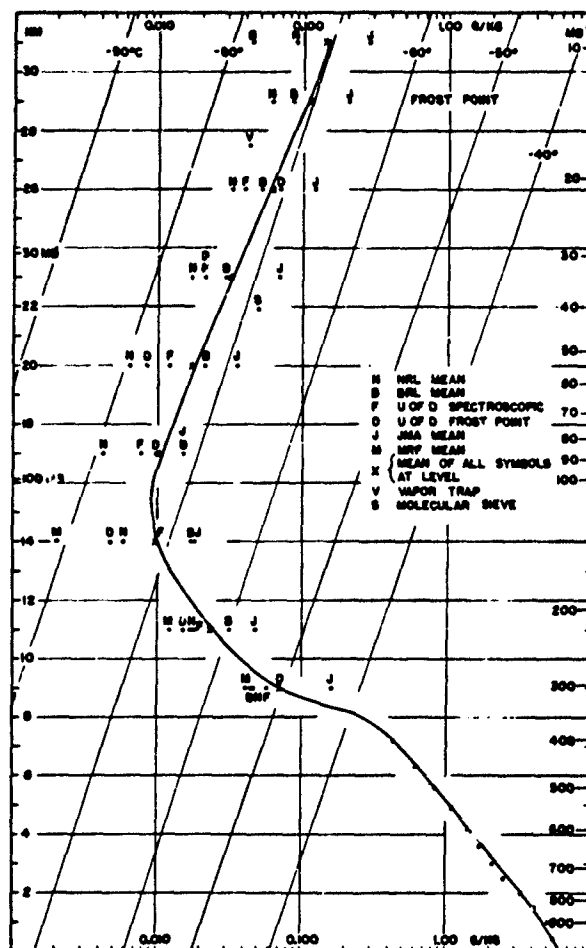 0.010 0.100 1.00 G/KG
KM -90°C -80° -60° -50° MB
30 10
N B J FROST POINT
28
V -40°
26 N F B D J 20
30 MB D 30
N F B J
22 S 40
20 N D F B J 50
N NRL MEAN 60
B BRL MEAN
F U OF D SPECTROSCOPIC 70
D U OF D FROST POINT
J JMA MEAN 80
M MRF MEAN 90
X { MEAN OF ALL SYMBOLS AT LEVEL 100
V VAPOR TRAP
S MOLECULAR SIEVE
18
J
N F D B
100
14 M D N F BJ
12 200
M D N F B J
10
M D J 300
BNF
8
400
6 500
4 600
700
2 800
900
0.010 0.100 1.00 G/KG